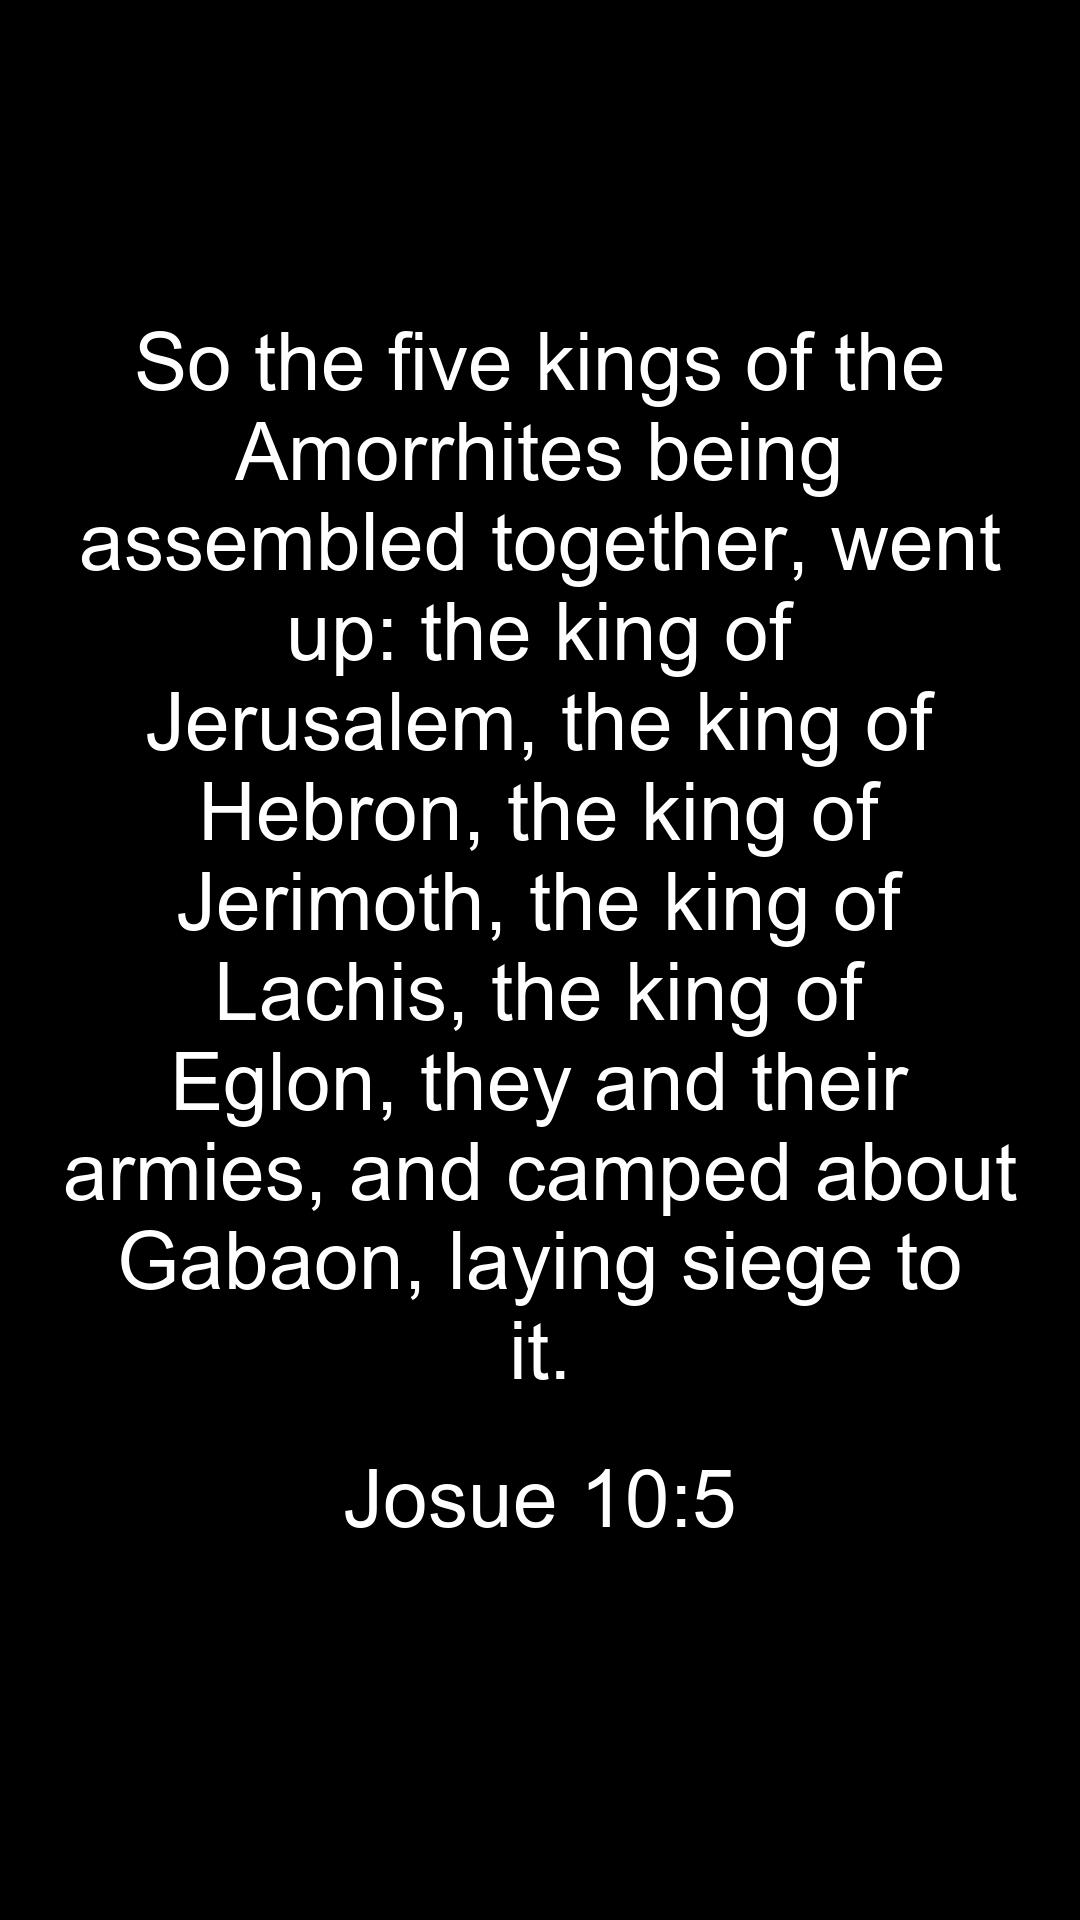 So the five kings of the
Amorrhites being
assembled together, went
up: the king of
Jerusalem, the king of
Hebron, the king of
Jerimoth, the king of
Lachis, the king of
Eglon, they and their
armies, and camped about
Gabaon, laying siege to
it.
Josue 10:5